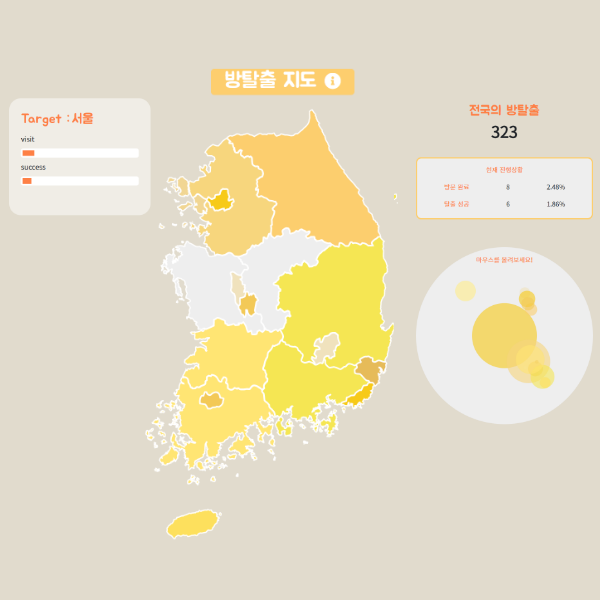 방탈출 지도 i
Target : 서울
visit
success
전국의 방탈출
323
현재 진행상황
방문 완료 8 2.48%
탈출 성공 6 1.86%
마우스를 올려보세요!